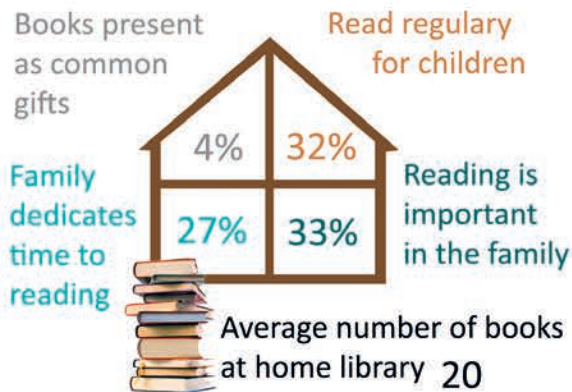 Books present
as common
gifts
Read regulary
for children
4%
32%
Family
dedicates
time to
reading
27%
33%
Reading is
important
in the family
Average number of books
at home library 20